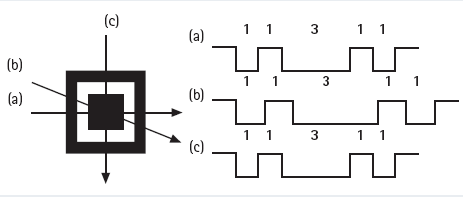 (c)
(b)
(a)
(a) 1 1 3 1 1
(b) 1 1 3 1 1
(c) 1 1 3 1 1